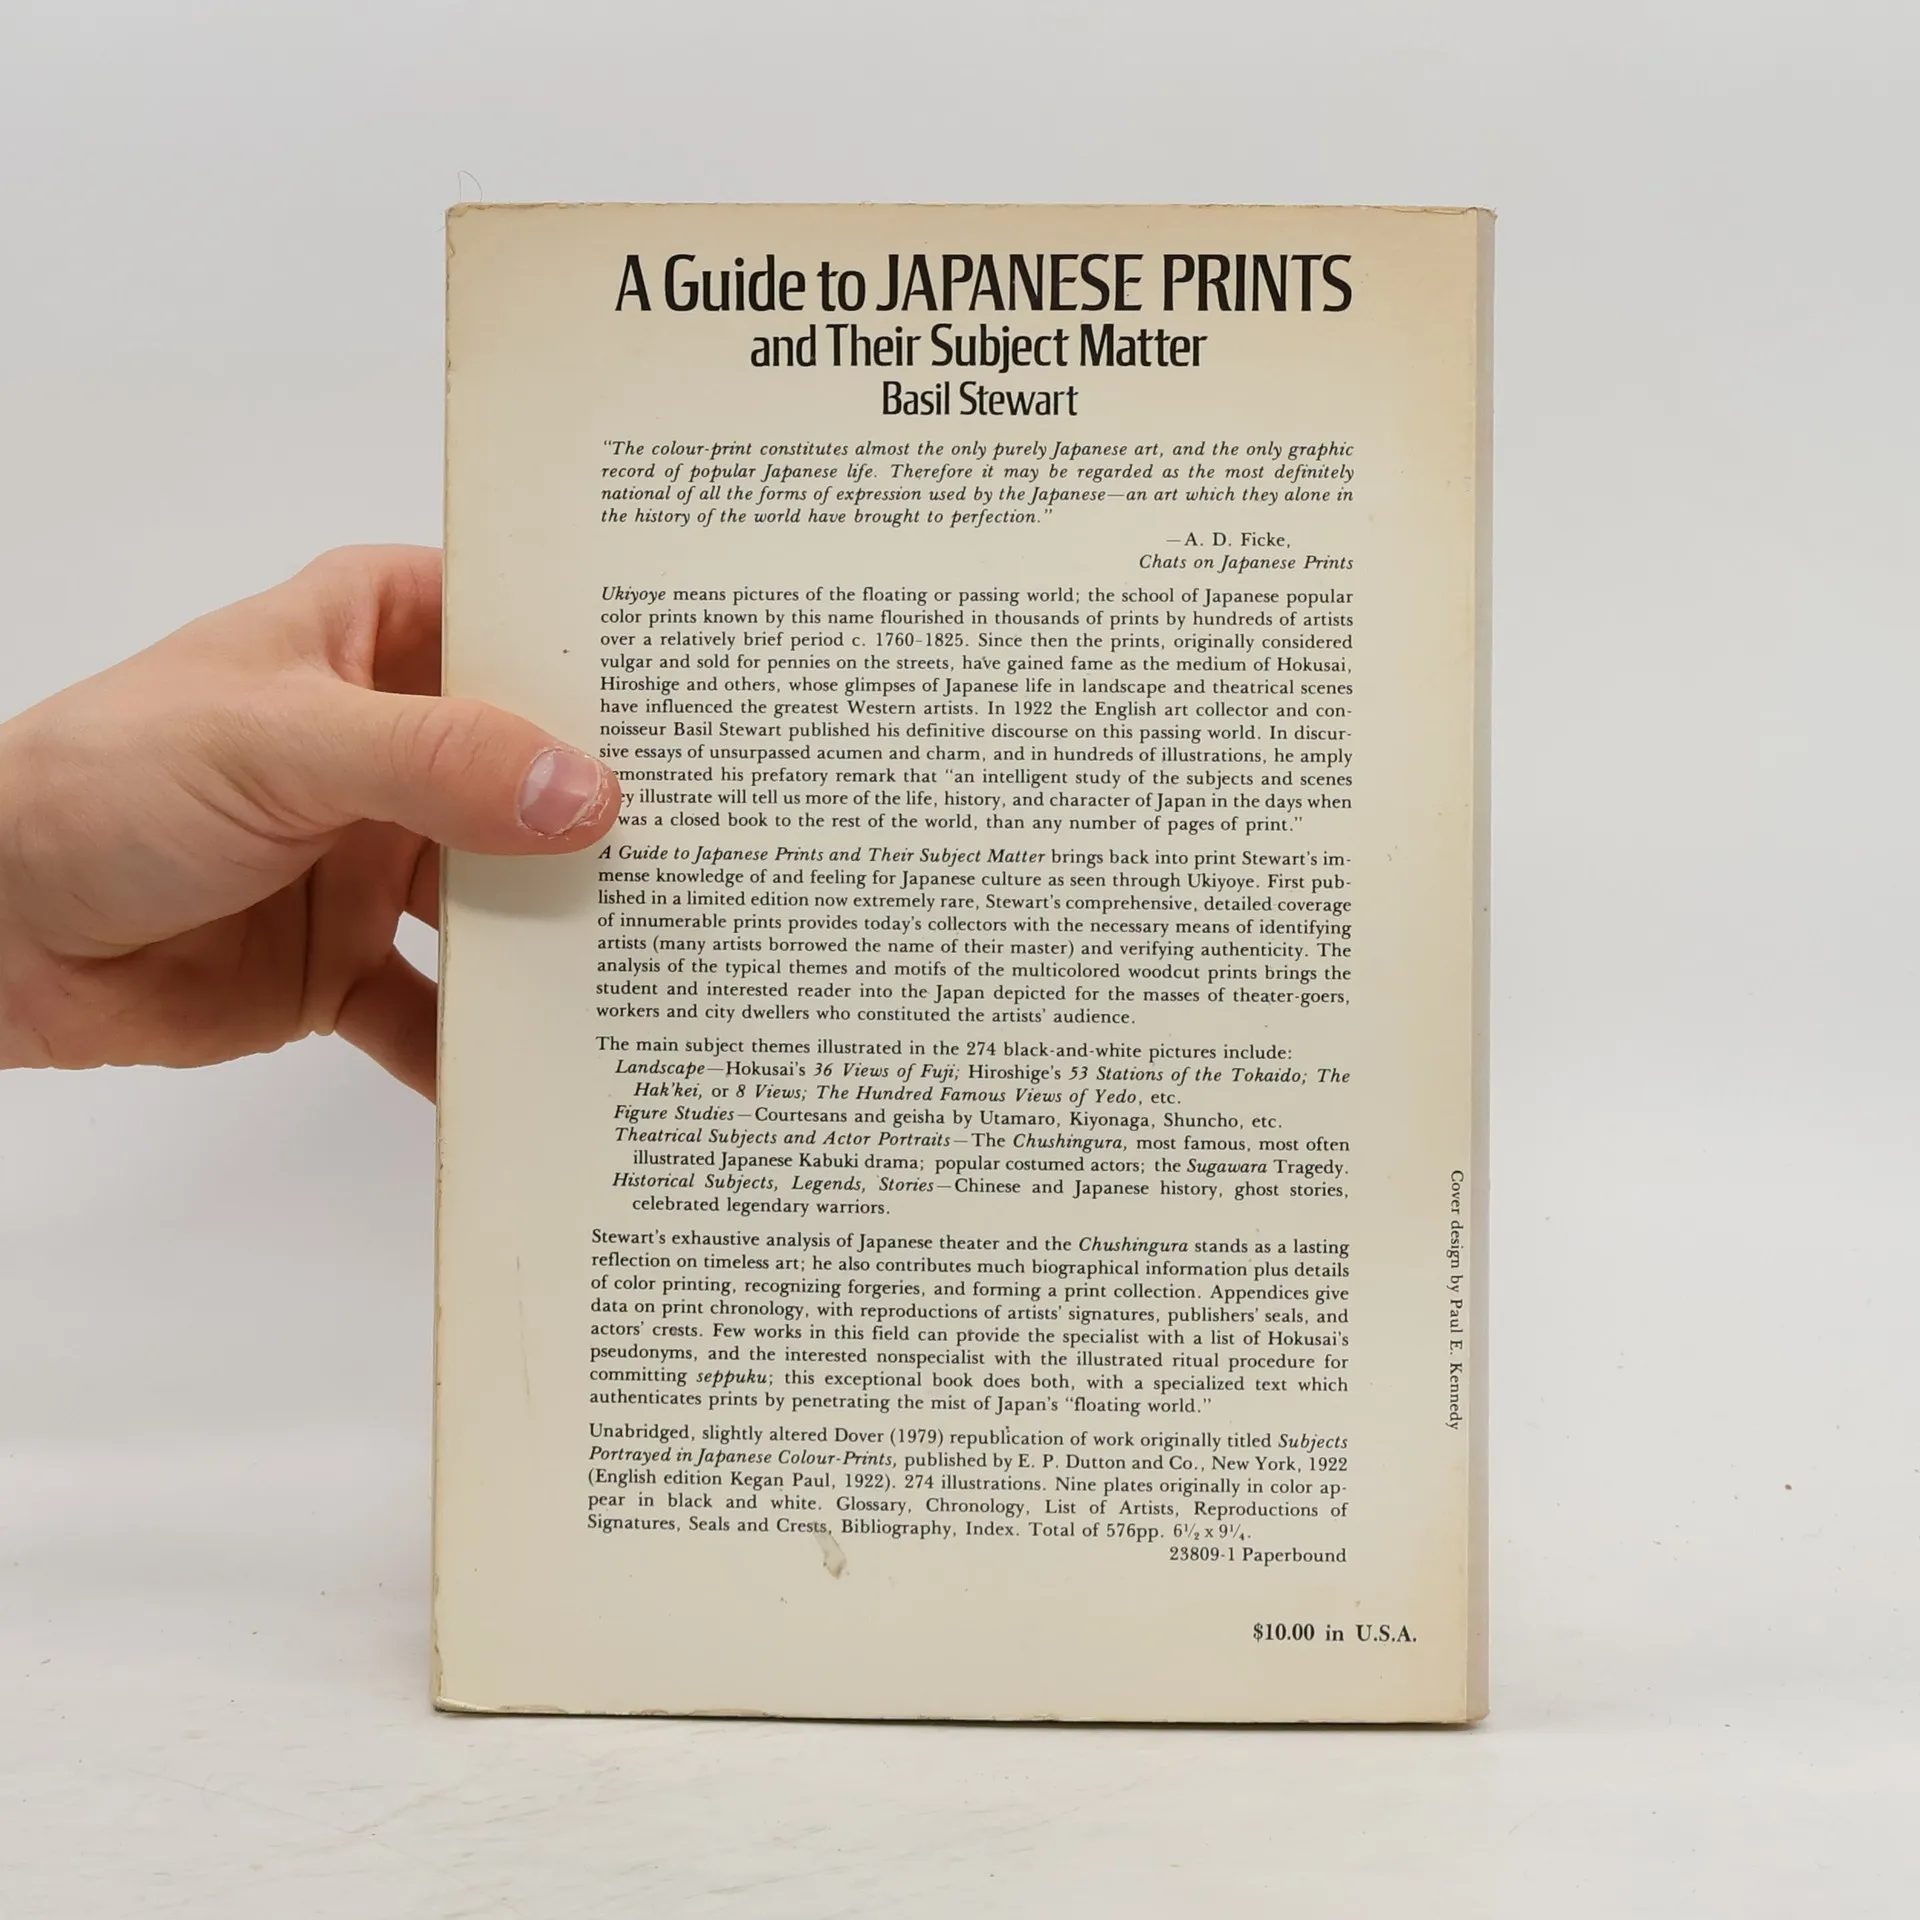 A Guide to JAPANESE PRINTS
and Their Subject Matter
Basil Stewart
“The colour-print constitutes almost the only purely Japanese art, and the only graphic
record of popular Japanese life. Therefore it may be regarded as the most definitely
national of all the forms of expression used by the Japanese—an art which they alone in
the history of the world have brought to perfection.”
—A. D. Ficke,
Chats on Japanese Prints
Ukiyoye means pictures of the floating or passing world; the school of Japanese popular
color prints known by this name flourished in thousands of prints by hundreds of artists
over a relatively brief period c. 1760–1825. Since then the prints, originally considered
vulgar and sold for pennies on the streets, have gained fame as the medium of Hokusai,
Hiroshige and others, whose glimpses of Japanese life in landscape and theatrical scenes
have influenced the greatest Western artists. In 1922 the English art collector and con-
noisseur Basil Stewart published his definitive discourse on this passing world. In discur-
sive essays of unsurpassed acumen and charm, and in hundreds of illustrations, he amply
emonstrated his prefatory remark that “an intelligent study of the subjects and scenes
ey illustrate will tell us more of the life, history, and character of Japan in the days when
was a closed book to the rest of the world, than any number of pages of print.”
A Guide to Japanese Prints and Their Subject Matter brings back into print Stewart’s im-
mense knowledge of and feeling for Japanese culture as seen through Ukiyoye. First pub-
lished in a limited edition now extremely rare, Stewart’s comprehensive, detailed coverage
of innumerable prints provides today’s collectors with the necessary means of identifying
artists (many artists borrowed the name of their master) and verifying authenticity. The
analysis of the typical themes and motifs of the multicolored woodcut prints brings the
student and interested reader into the Japan depicted for the masses of theater-goers,
workers and city dwellers who constituted the artists’ audience.
The main subject themes illustrated in the 274 black-and-white pictures include:
Landscape—Hokusai’s 36 Views of Fuji; Hiroshige’s 53 Stations of the Tokaido; The
Hak’kei, or 8 Views; The Hundred Famous Views of Yedo, etc.
Figure Studies—Courtesans and geisha by Utamaro, Kiyonaga, Shuncho, etc.
Theatrical Subjects and Actor Portraits—The Chushingura, most famous, most often
illustrated Japanese Kabuki drama; popular costumed actors; the Sugawara Tragedy.
Historical Subjects, Legends, Stories—Chinese and Japanese history, ghost stories,
celebrated legendary warriors.
Stewart’s exhaustive analysis of Japanese theater and the Chushingura stands as a lasting
reflection on timeless art; he also contributes much biographical information plus details
of color printing, recognizing forgeries, and forming a print collection. Appendices give
data on print chronology, with reproductions of artists’ signatures, publishers’ seals, and
actors’ crests. Few works in this field can provide the specialist with a list of Hokusai’s
pseudonyms, and the interested nonspecialist with the illustrated ritual procedure for
committing seppuku; this exceptional book does both, with a specialized text which
authenticates prints by penetrating the mist of Japan’s “floating world.”
Unabridged, slightly altered Dover (1979) republication of work originally titled Subjects
Portrayed in Japanese Colour-Prints, published by E. P. Dutton and Co., New York, 1922
(English edition Kegan Paul, 1922). 274 illustrations. Nine plates originally in color ap-
pear in black and white. Glossary, Chronology, List of Artists, Reproductions of
Signatures, Seals and Crests, Bibliography, Index. Total of 576pp. 6½ x 9¼.
23809-1 Paperbound
$10.00 in U.S.A.
Cover design by Paul E. Kennedy